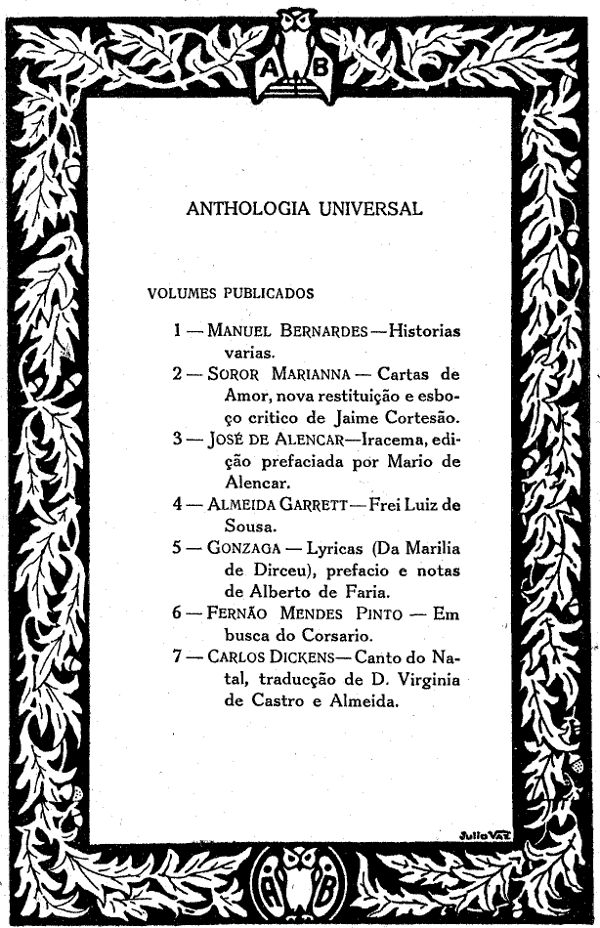 A B
ANTHOLOGIA UNIVERSAL
VOLUMES PUBLICADOS
1 — MANUEL BERNARDES — Historias
varias.
2 — SOROR MARIANNA — Cartas de
Amor, nova restituição e esbo-
ço critico de Jaime Cortesão.
3 — JOSÉ DE ALENCAR—Iracema, edi-
ção prefaciada por Mario de
Alencar.
4 — ALMEIDA GARRETT — Frei Luiz de
Sousa.
5 — GONZAGA — Lyricas (Da Marilia
de Dirceu), prefacio e notas
de Alberto de Faria.
6 — FERNÃO MENDES PINTO — Em
busca do Corsario.
7 — CARLOS DICKENS— Canto do Na-
tal, traducção de D. Virginia
de Castro e Almeida.
Julio VAZ
A B